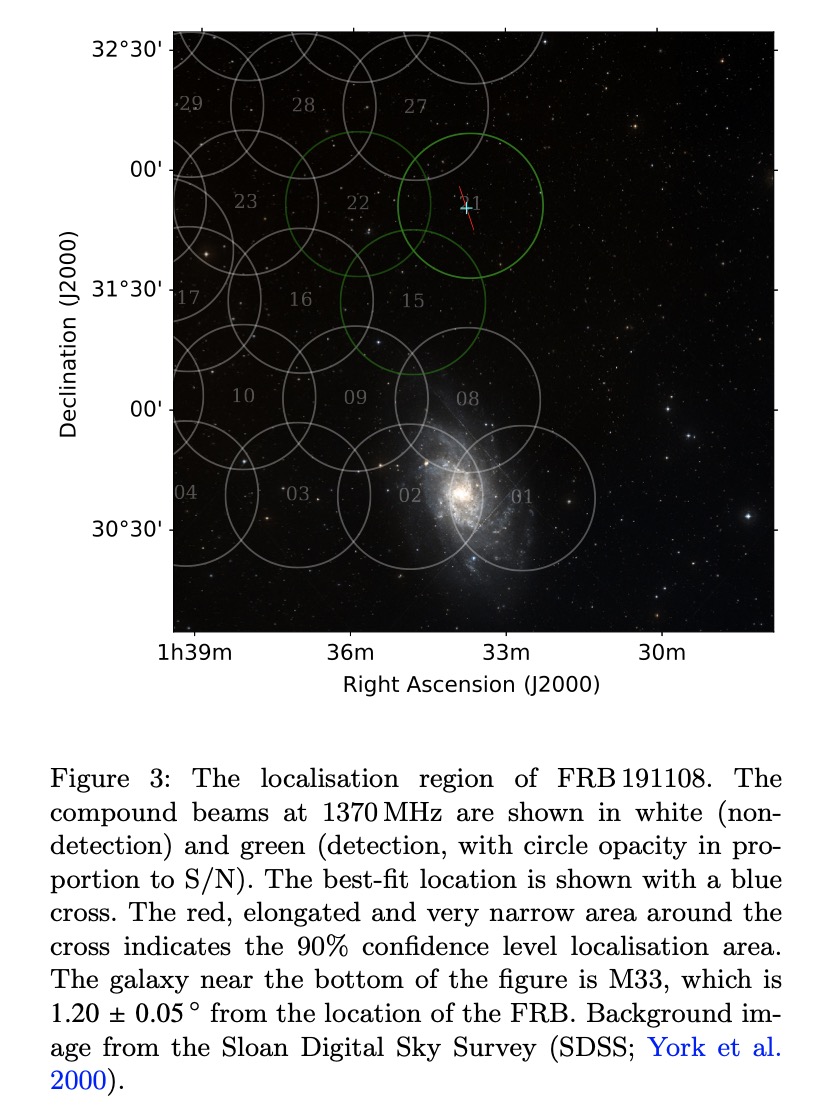 32°30'
29
28
27
00'
23
22
21
Declination (J2000)
31°30'
17
16
15
00'
10
09
08
04
03
02
01
30°30'
1h39m
36m
33m
30m
Right Ascension (J2000)
Figure 3: The localisation region of FRB 191108. The
compound beams at 1370 MHz are shown in white (non-
detection) and green (detection, with circle opacity in pro-
portion to S/N). The best-fit location is shown with a blue
cross. The red, elongated and very narrow area around the
cross indicates the 90% confidence level localisation area.
The galaxy near the bottom of the figure is M33, which is
1.20 ± 0.05 ° from the location of the FRB. Background im-
age from the Sloan Digital Sky Survey (SDSS; York et al.
2000).